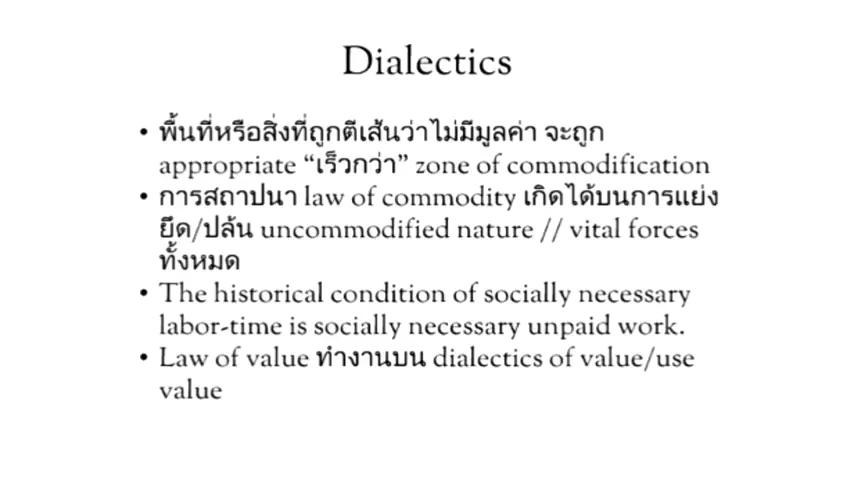 Dialectics
• พื้นที่หรือสิ่งที่ถูกตีเส้นว่าไม่มีมูลค่า จะถูก
appropriate “เร็วกว่า” zone of commodification
• การสถาปนา law of commodity เกิดได้บนการแย่ง
ยึด/ปล้น uncommodified nature // vital forces
ทั้งหมด
• The historical condition of socially necessary
labor-time is socially necessary unpaid work.
• Law of value ทำงานบน dialectics of value/use
value